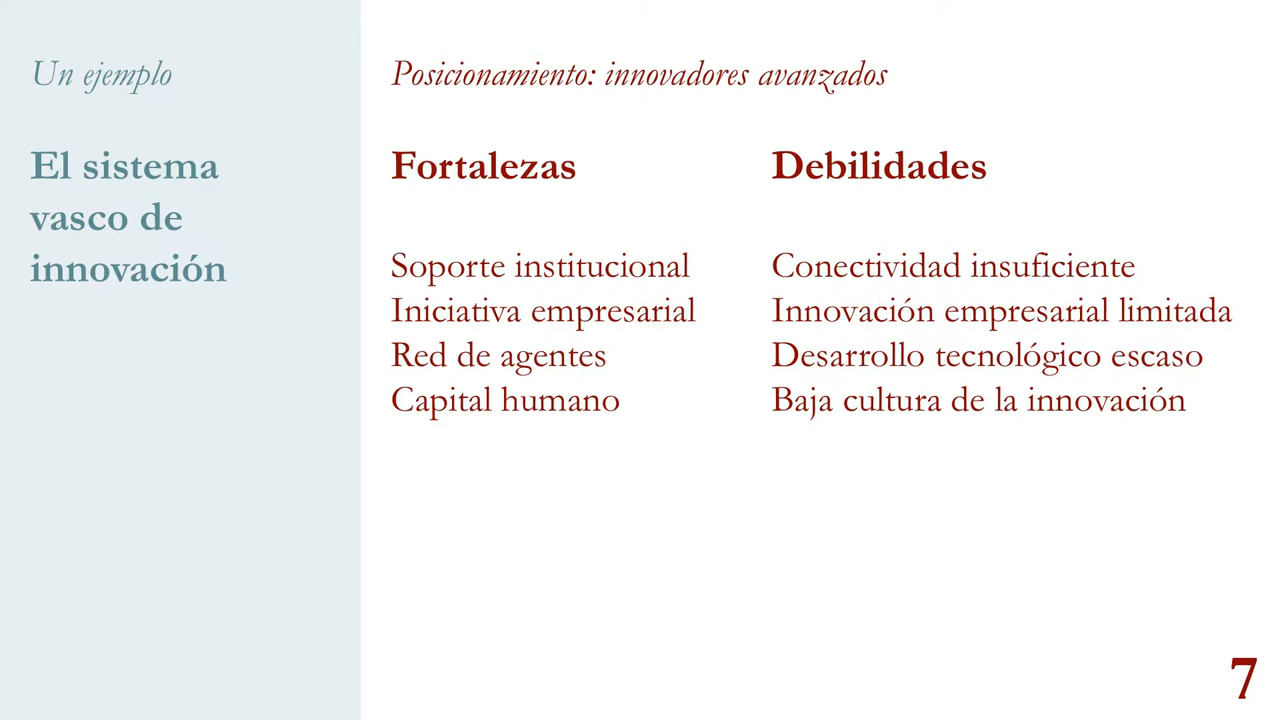 Un ejemplo
El sistema
vasco de
innovación
Posicionamiento: innovadores avanzados
Fortalezas
Soporte institucional
Iniciativa empresarial
Red de agentes
Capital humano
Debilidades
Conectividad insuficiente
Innovación empresarial limitada
Desarrollo tecnológico escaso
Baja cultura de la innovación
7